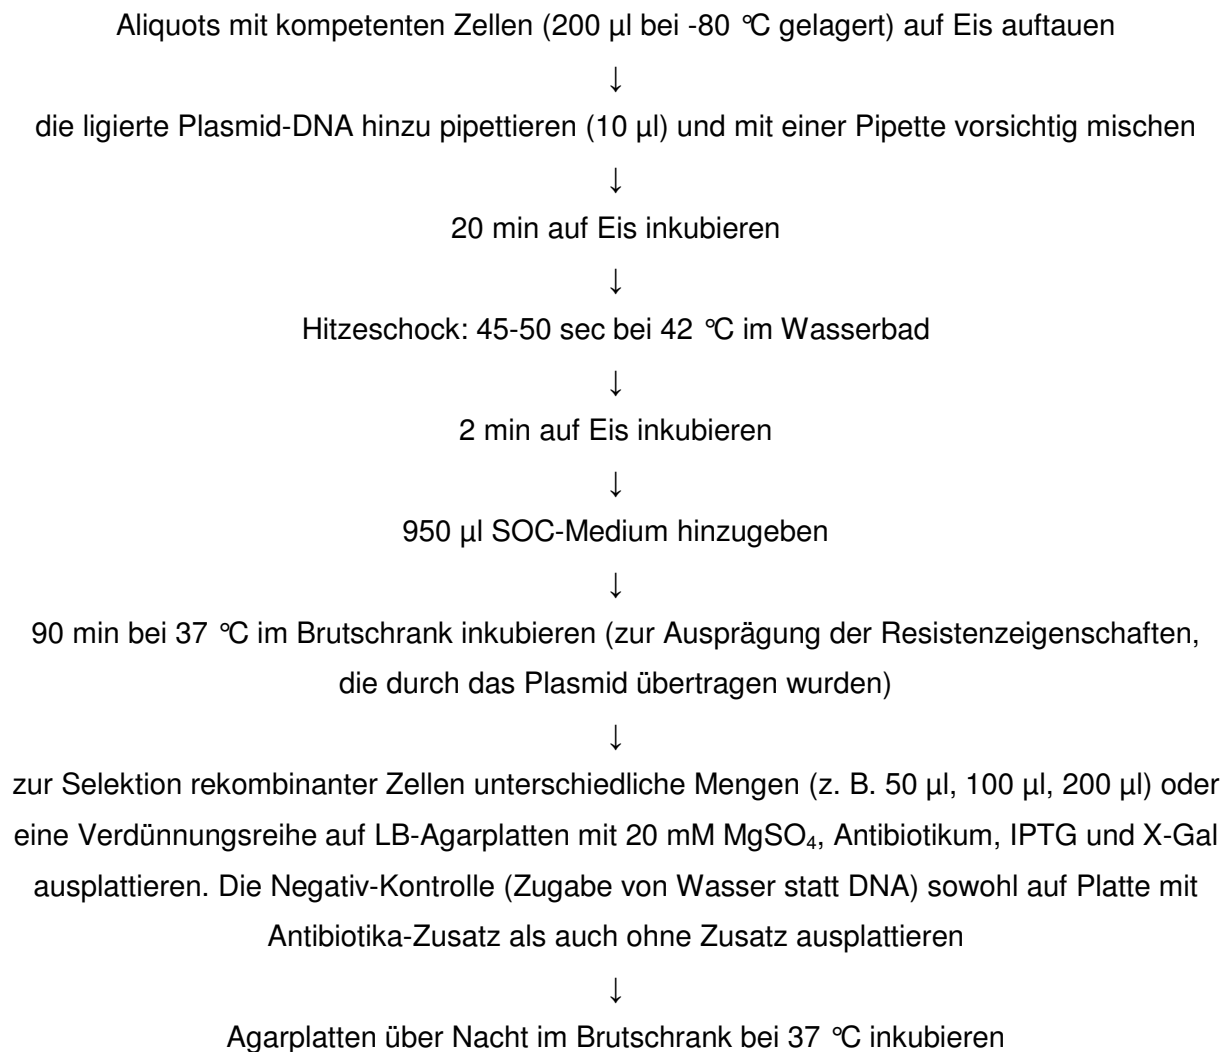 Aliquots mit kompetenten Zellen (200 µl bei -80 °C gelagert) auf Eis auftauen
↓
die ligierte Plasmid-DNA hinzu pipettieren (10 µl) und mit einer Pipette vorsichtig mischen
↓
20 min auf Eis inkubieren
↓
Hitzeschock: 45-50 sec bei 42 °C im Wasserbad
↓
2 min auf Eis inkubieren
↓
950 µl SOC-Medium hinzugeben
↓
90 min bei 37 °C im Brutschrank inkubieren (zur Ausprägung der Resistenzeigenschaften,
die durch das Plasmid übertragen wurden)
↓
zur Selektion rekombinanter Zellen unterschiedliche Mengen (z. B. 50 µl, 100 µl, 200 µl) oder
eine Verdünnungsreihe auf LB-Agarplatten mit 20 mM MgSO₄, Antibiotikum, IPTG und X-Gal
ausplattieren. Die Negativ-Kontrolle (Zugabe von Wasser statt DNA) sowohl auf Platte mit
Antibiotika-Zusatz als auch ohne Zusatz ausplattieren
↓
Agarplatten über Nacht im Brutschrank bei 37 °C inkubieren